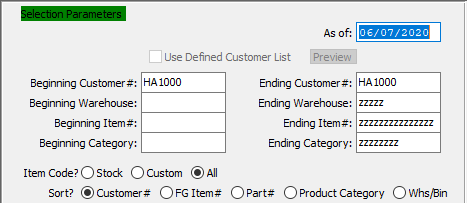 Selection Parameters
As of: 06/07/2020
Use Defined Customer List Preview
Beginning Customer#: HA1000 Ending Customer#: HA1000
Beginning Warehouse: Ending Warehouse: zzzzz
Beginning Item#: Ending Item#: zzzzzzzzzzzzzzz
Beginning Category: Ending Category: zzzzzzzz
Item Code? Stock Custom All
Sort? Customer# FG Item# Part# Product Category Whs/Bin